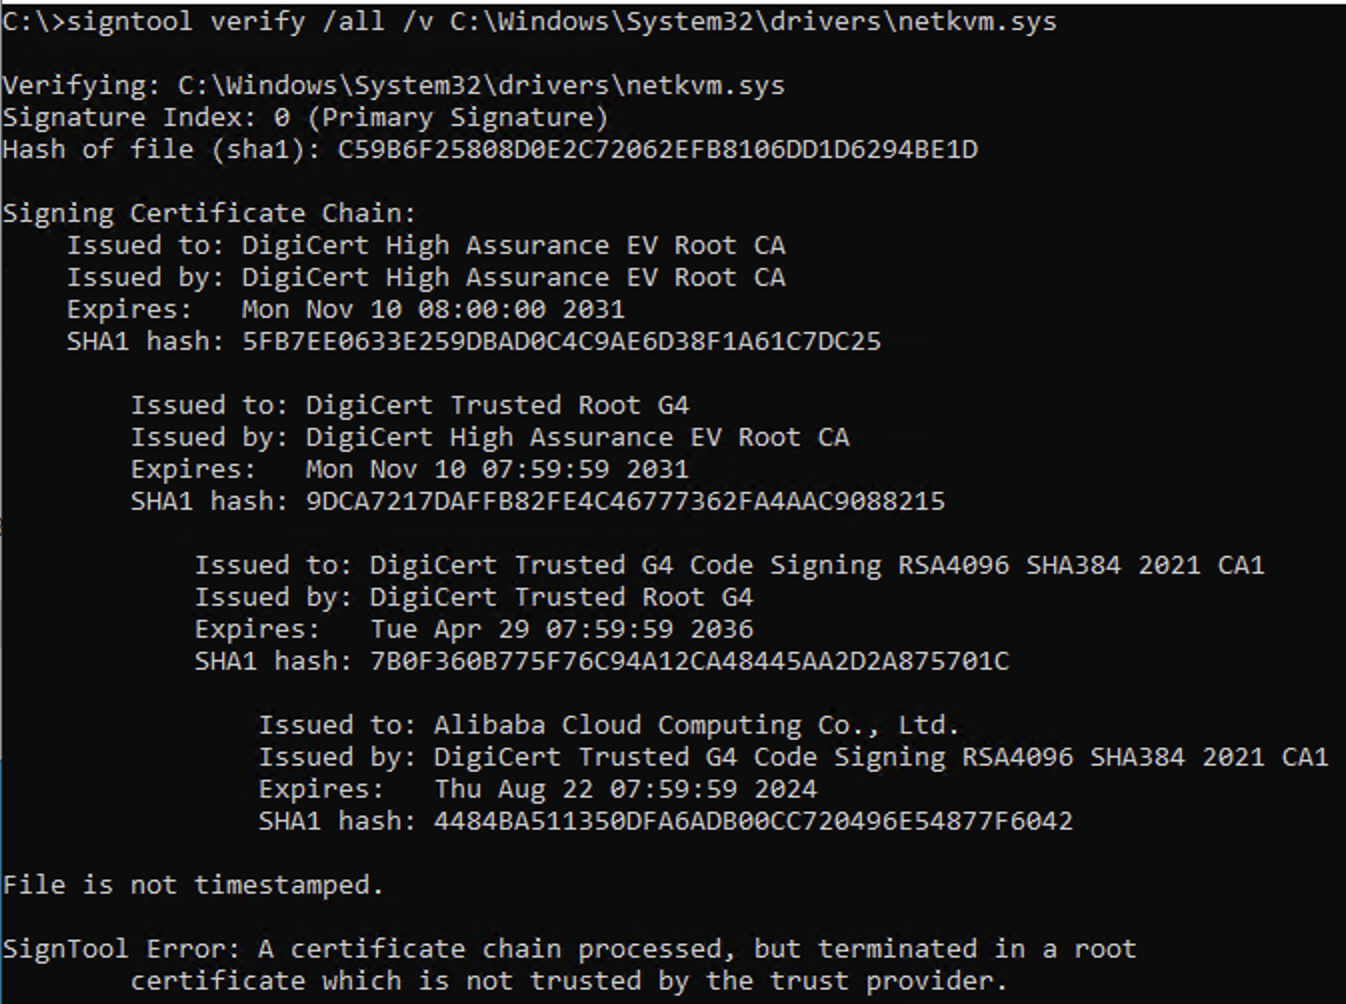 C:\>signtool verify /all /v C:\Windows\System32\drivers\netkvm.sys
Verifying: C:\Windows\System32\drivers\netkvm.sys
Signature Index: 0 (Primary Signature)
Hash of file (sha1): C59B6F25808D0E2C72062EFB8106DD1D6294BE1D
Signing Certificate Chain:
Issued to: DigiCert High Assurance EV Root CA
Issued by: DigiCert High Assurance EV Root CA
Expires: Mon Nov 10 08:00:00 2031
SHA1 hash: 5FB7EE0633E259DBAD0C4C9AE6D38F1A61C7DC25
Issued to: DigiCert Trusted Root G4
Issued by: DigiCert High Assurance EV Root CA
Expires: Mon Nov 10 07:59:59 2031
SHA1 hash: 9DCA7217DAFFB82FE4C46777362FA4AAC9088215
Issued to: DigiCert Trusted G4 Code Signing RSA4096 SHA384 2021 CA1
Issued by: DigiCert Trusted Root G4
Expires: Tue Apr 29 07:59:59 2036
SHA1 hash: 7B0F360B775F76C94A12CA48445AA2D2A875701C
Issued to: Alibaba Cloud Computing Co., Ltd.
Issued by: DigiCert Trusted G4 Code Signing RSA4096 SHA384 2021 CA1
Expires: Thu Aug 22 07:59:59 2024
SHA1 hash: 4484BA511350DFA6ADB00CC720496E54877F6042
File is not timestamped.
SignTool Error: A certificate chain processed, but terminated in a root
certificate which is not trusted by the trust provider.